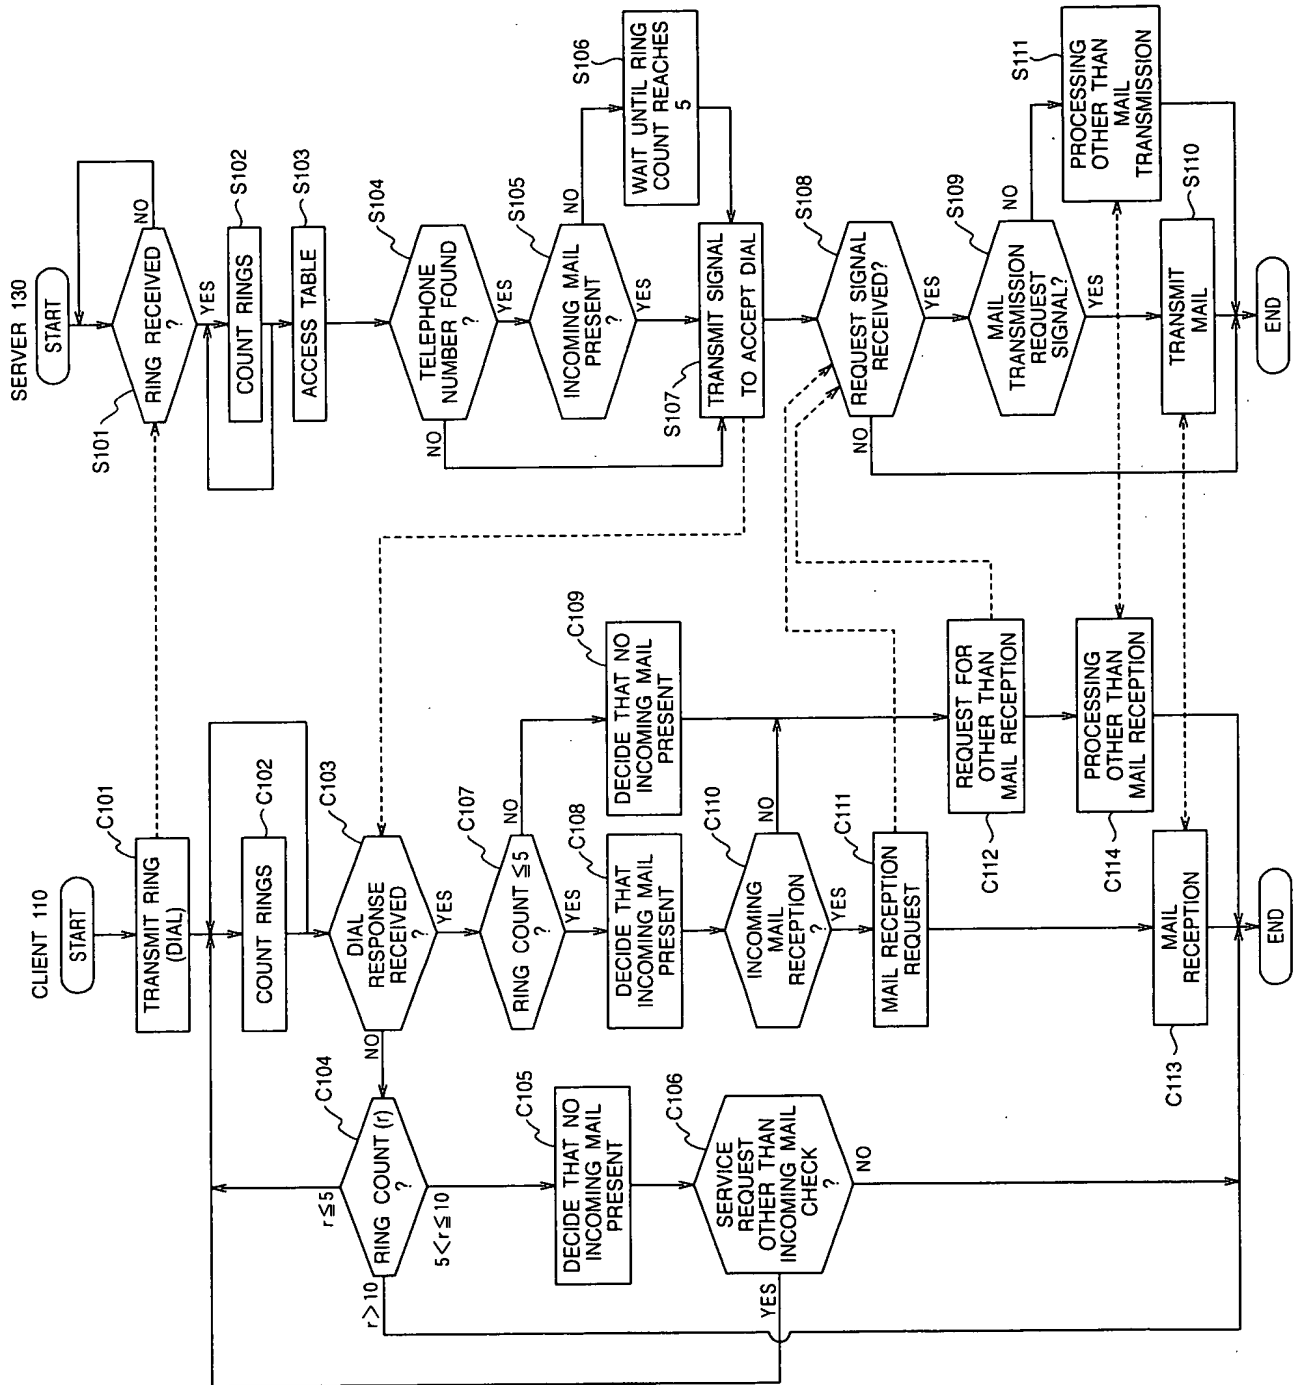 CLIENT 110
START
C101
TRANSMIT RING
(DIAL)
C102
COUNT RINGS
C103
DIAL
RESPONSE
RECEIVED
?
NO
YES
C104
RING COUNT (r)
?
r≦5
5<r≦10
r>10
C105
DECIDE THAT NO
INCOMING MAIL
PRESENT
C106
SERVICE
REQUEST
OTHER THAN
INCOMING MAIL
CHECK
?
YES
NO
C107
RING COUNT ≦5
?
NO
YES
C108
DECIDE THAT
INCOMING MAIL
PRESENT
C109
DECIDE THAT NO
INCOMING MAIL
PRESENT
C110
INCOMING
MAIL
RECEPTION
?
NO
YES
C111
MAIL RECEPTION
REQUEST
C112
REQUEST FOR
OTHER THAN
MAIL RECEPTION
C114
PROCESSING
OTHER THAN
MAIL RECEPTION
C113
MAIL
RECEPTION
END
SERVER 130
START
S101
RING RECEIVED
?
NO
YES
S102
COUNT RINGS
S103
ACCESS TABLE
S104
TELEPHONE
NUMBER FOUND
?
NO
YES
S105
INCOMING MAIL
PRESENT
?
NO
YES
S106
WAIT UNTIL RING
COUNT REACHES
5
S107
TRANSMIT SIGNAL
TO ACCEPT DIAL
S108
REQUEST SIGNAL
RECEIVED?
NO
YES
S109
MAIL
TRANSMISSION
REQUEST
SIGNAL?
NO
YES
S111
PROCESSING
OTHER THAN
MAIL
TRANSMISSION
S110
TRANSMIT
MAIL
END